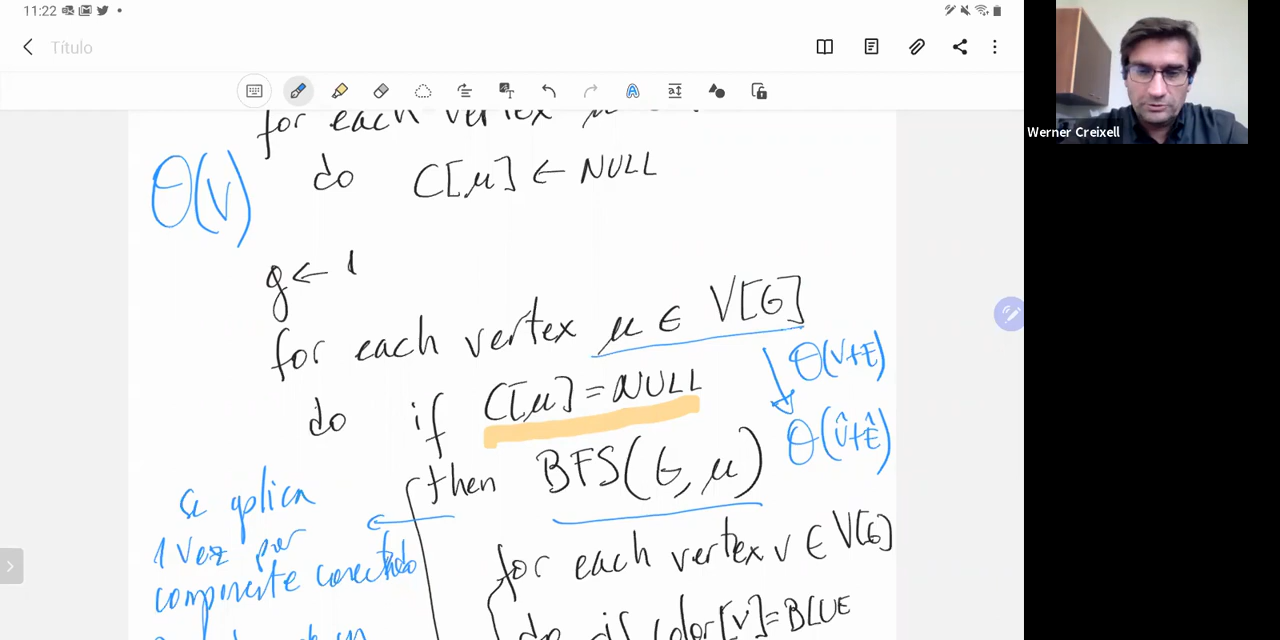 11:22
Título
Werner Creixell
for each vertex μ
do C[μ] ← NULL
Θ(V)
g ← 1
for each vertex μ ∈ V[G]
Θ(V+E)
do if C[μ] = NULL
Θ(V̂+Ê)
then BFS(G, μ)
Se aplica
1 vez por
componente conectado
for each vertex v ∈ V[G]
do if color[v] = BLUE